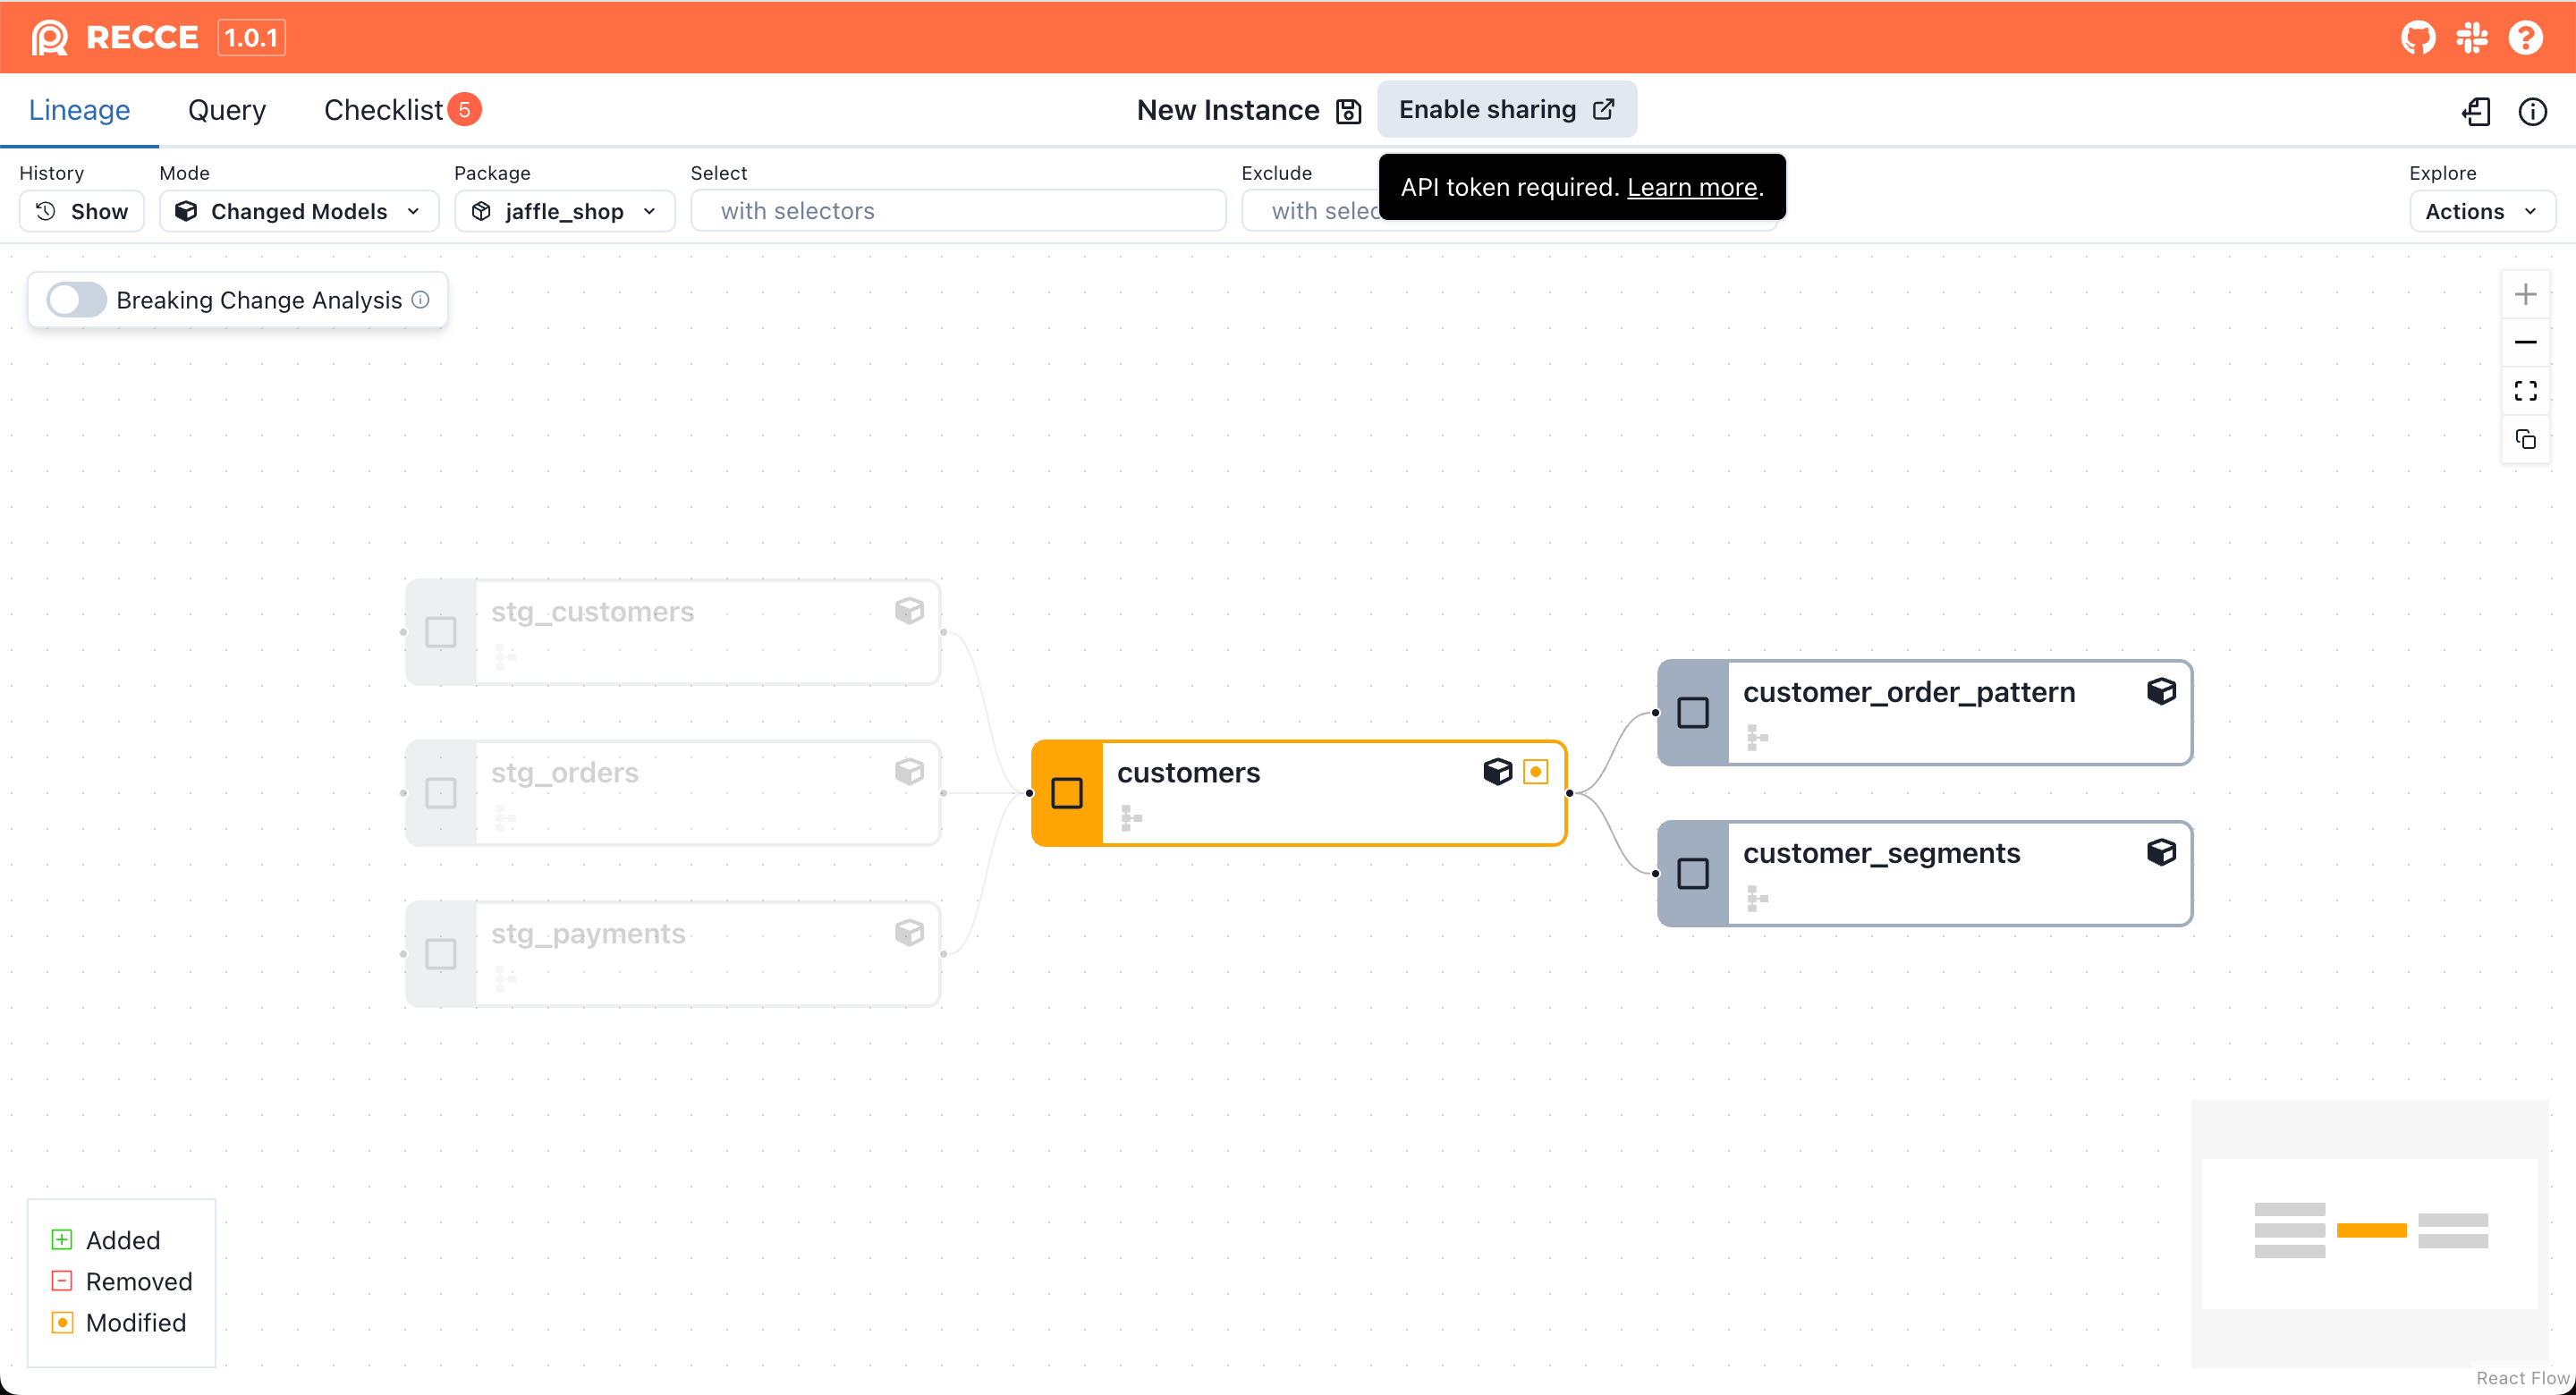 RECCE 1.0.1
Lineage Query Checklist 5 New Instance Enable sharing
API token required. Learn more.
History Mode Package Select Exclude Explore
Show Changed Models jaffle_shop with selectors with selec Actions
Breaking Change Analysis
stg_customers
stg_orders
stg_payments
customers
customer_order_pattern
customer_segments
Added
Removed
Modified
React Flow